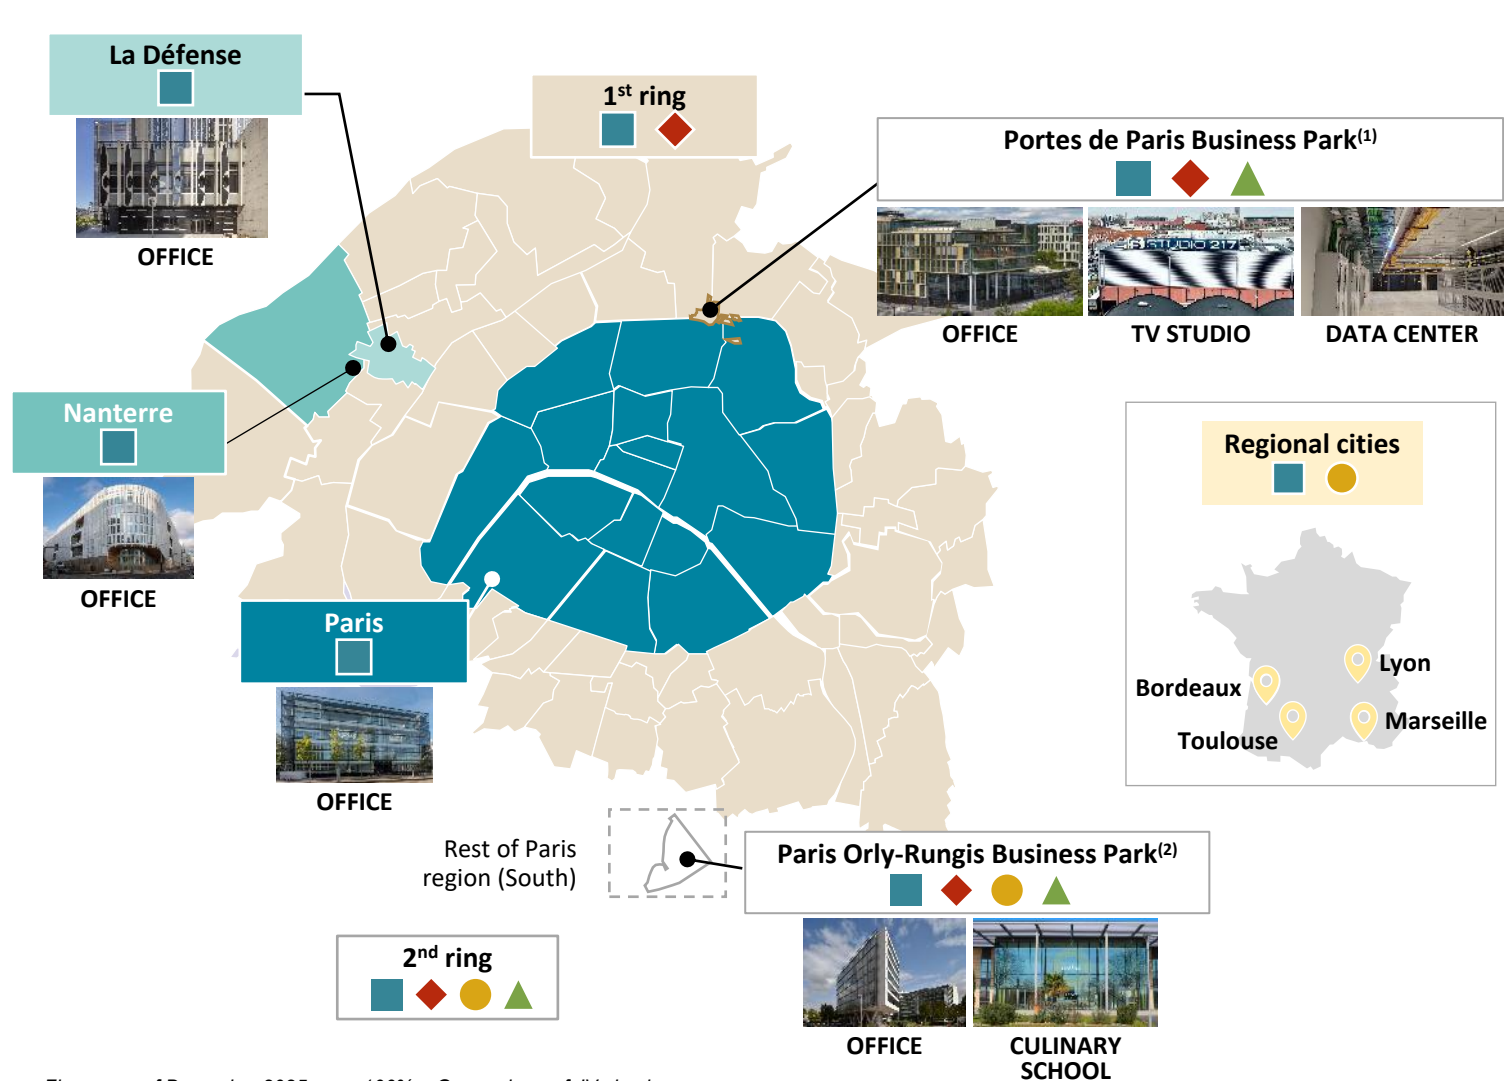 La Défense
OFFICE
1st ring
Portes de Paris Business Park(1)
STUDIO 217
OFFICE
TV STUDIO
DATA CENTER
Nanterre
OFFICE
Paris
OFFICE
Regional cities
Lyon
Bordeaux
Marseille
Toulouse
Rest of Paris
region (South)
Paris Orly-Rungis Business Park(2)
2nd ring
OFFICE
CULINARY
SCHOOL